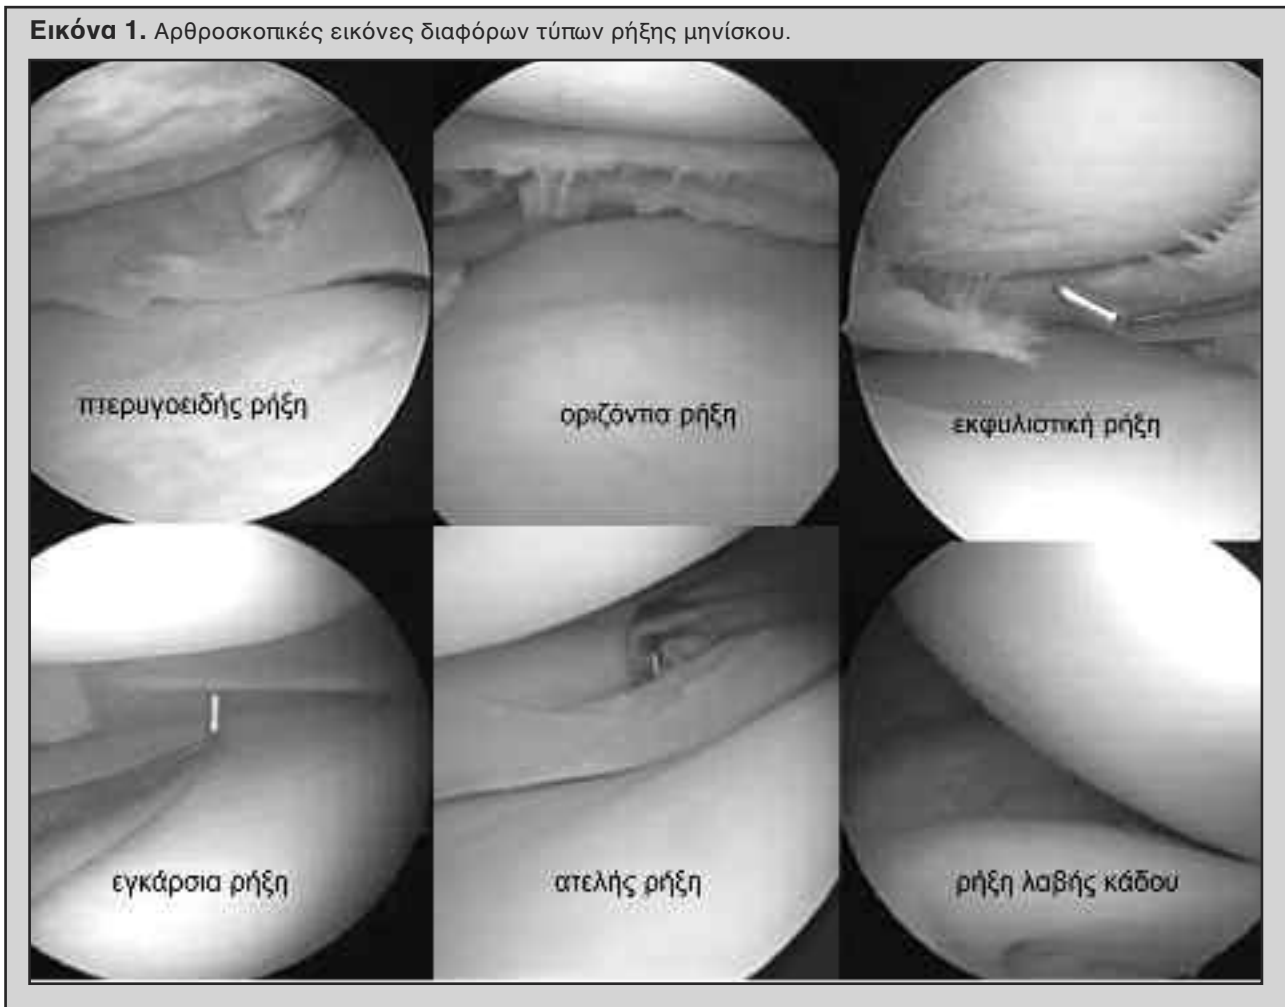 Εικόνα 1. Αρθροσκοπικές εικόνες διαφόρων τύπων ρήξης μηνίσκου.
πτερυγοειδής ρήξη
οριζόντια ρήξη
εκφυλιστική ρήξη
εγκάρσια ρήξη
ατελής ρήξη
ρήξη λαβής κάδου